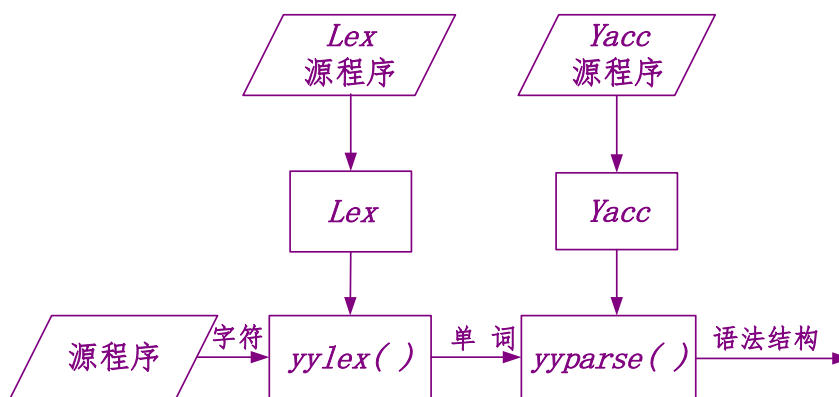 Lex
源程序
Yacc
源程序
Lex
Yacc
源程序
字符
yylex( )
单 词
yyparse( )
语法结构